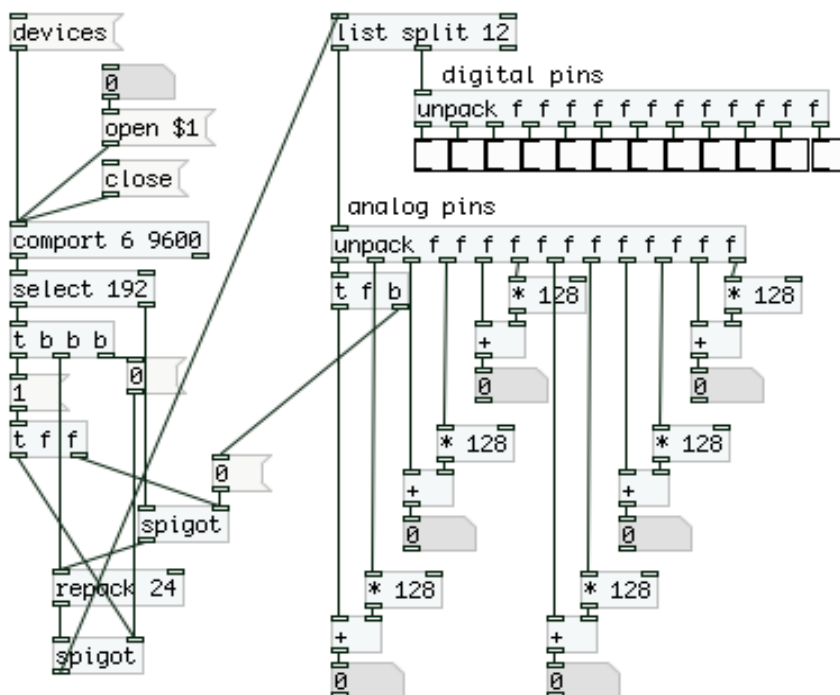 devices
0
open $1
close
comport 6 9600
select 192
t b b b
0
1
t f f
0
spigot
repack 24
spigot
list split 12
digital pins
unpack f f f f f f f f f f f f
analog pins
unpack f f f f f f f f f f f f
t f b
* 128
* 128
+
+
0
0
* 128
* 128
+
+
0
0
* 128
* 128
+
+
0
0